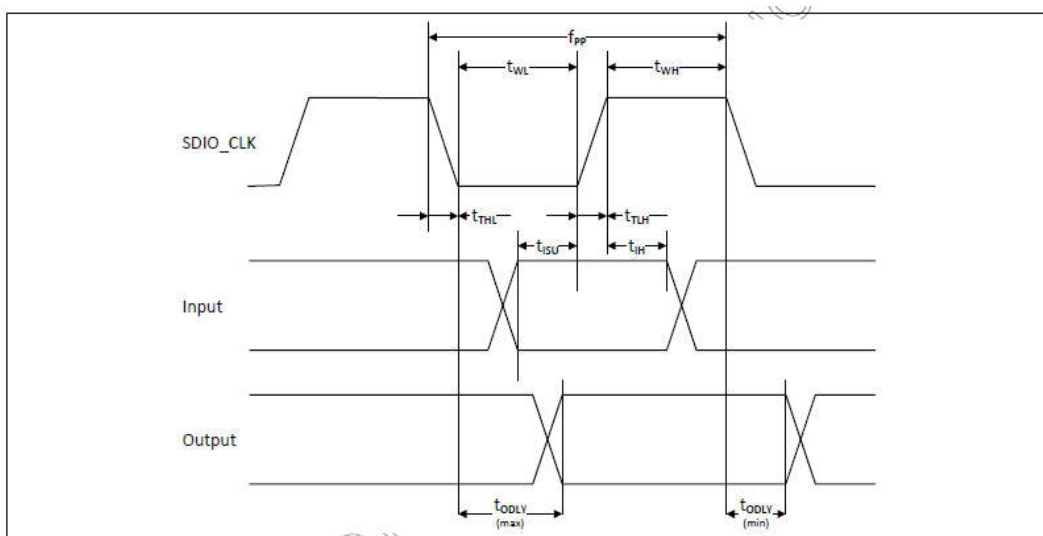 fPP
tWL
tWH
SDIO_CLK
tTHL
tTLH
tISU
tIH
Input
Output
tODLY
(max)
tODLY
(min)